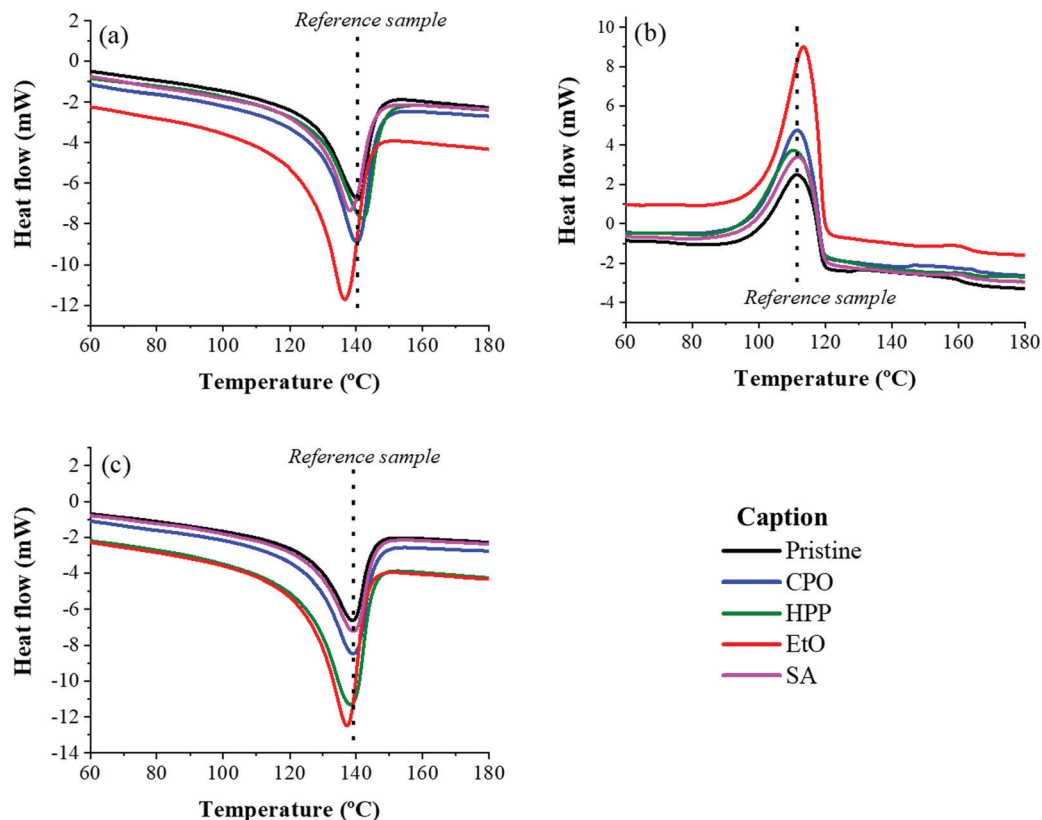 (a)
Reference sample
2
0
-2
-4
-6
-8
-10
-12
Heat flow (mW)
60 80 100 120 140 160 180
Temperature (ºC)
(b)
10
8
6
4
2
0
-2
-4
Heat flow (mW)
Reference sample
60 80 100 120 140 160 180
Temperature (ºC)
(c)
Reference sample
2
0
-2
-4
-6
-8
-10
-12
-14
Heat flow (mW)
60 80 100 120 140 160 180
Temperature (ºC)
Caption
Pristine
CPO
HPP
EtO
SA